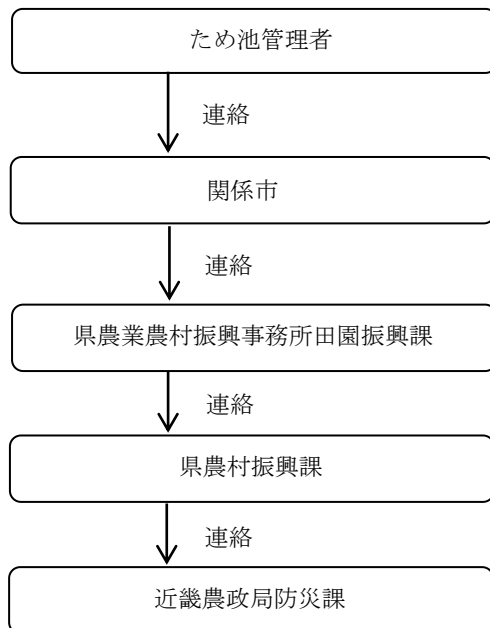 ため池管理者
連絡
関係市
連絡
県農業農村振興事務所田園振興課
連絡
県農村振興課
連絡
近畿農政局防災課